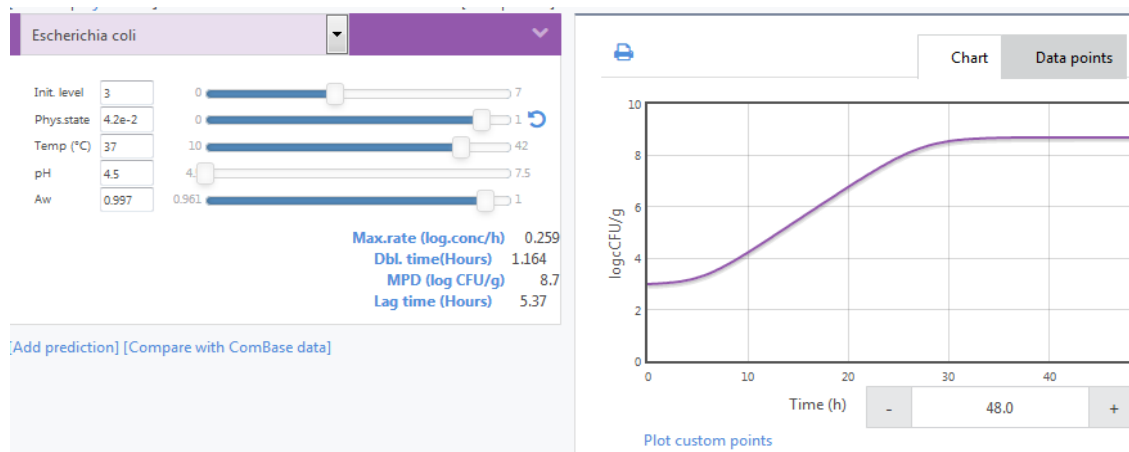 Escherichia coli
Init. level 3 0 7
Phys.state 4.2e-2 0 1
Temp (°C) 37 10 42
pH 4.5 4. 7.5
Aw 0.997 0.961 1
Max.rate (log.conc/h) 0.259
Dbl. time(Hours) 1.164
MPD (log CFU/g) 8.7
Lag time (Hours) 5.37
[Add prediction] [Compare with ComBase data]
Chart Data points
10
8
6
4
2
0
logcCFU/g
0 10 20 30 40
Time (h) - 48.0 +
Plot custom points